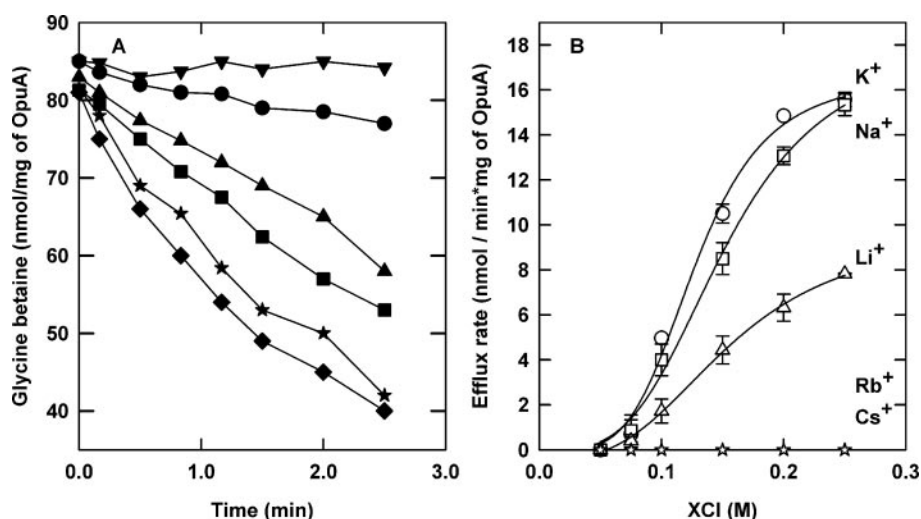 A
90
80
70
60
50
40
Glycine betaine (nmol/mg of OpuA)
0.0
1.0
2.0
3.0
Time (min)
B
18
16
14
12
10
8
6
4
2
0
Efflux rate (nmol / min*mg of OpuA)
K+
Na+
Li+
Rb+
Cs+
0.0
0.1
0.2
0.3
XCl (M)